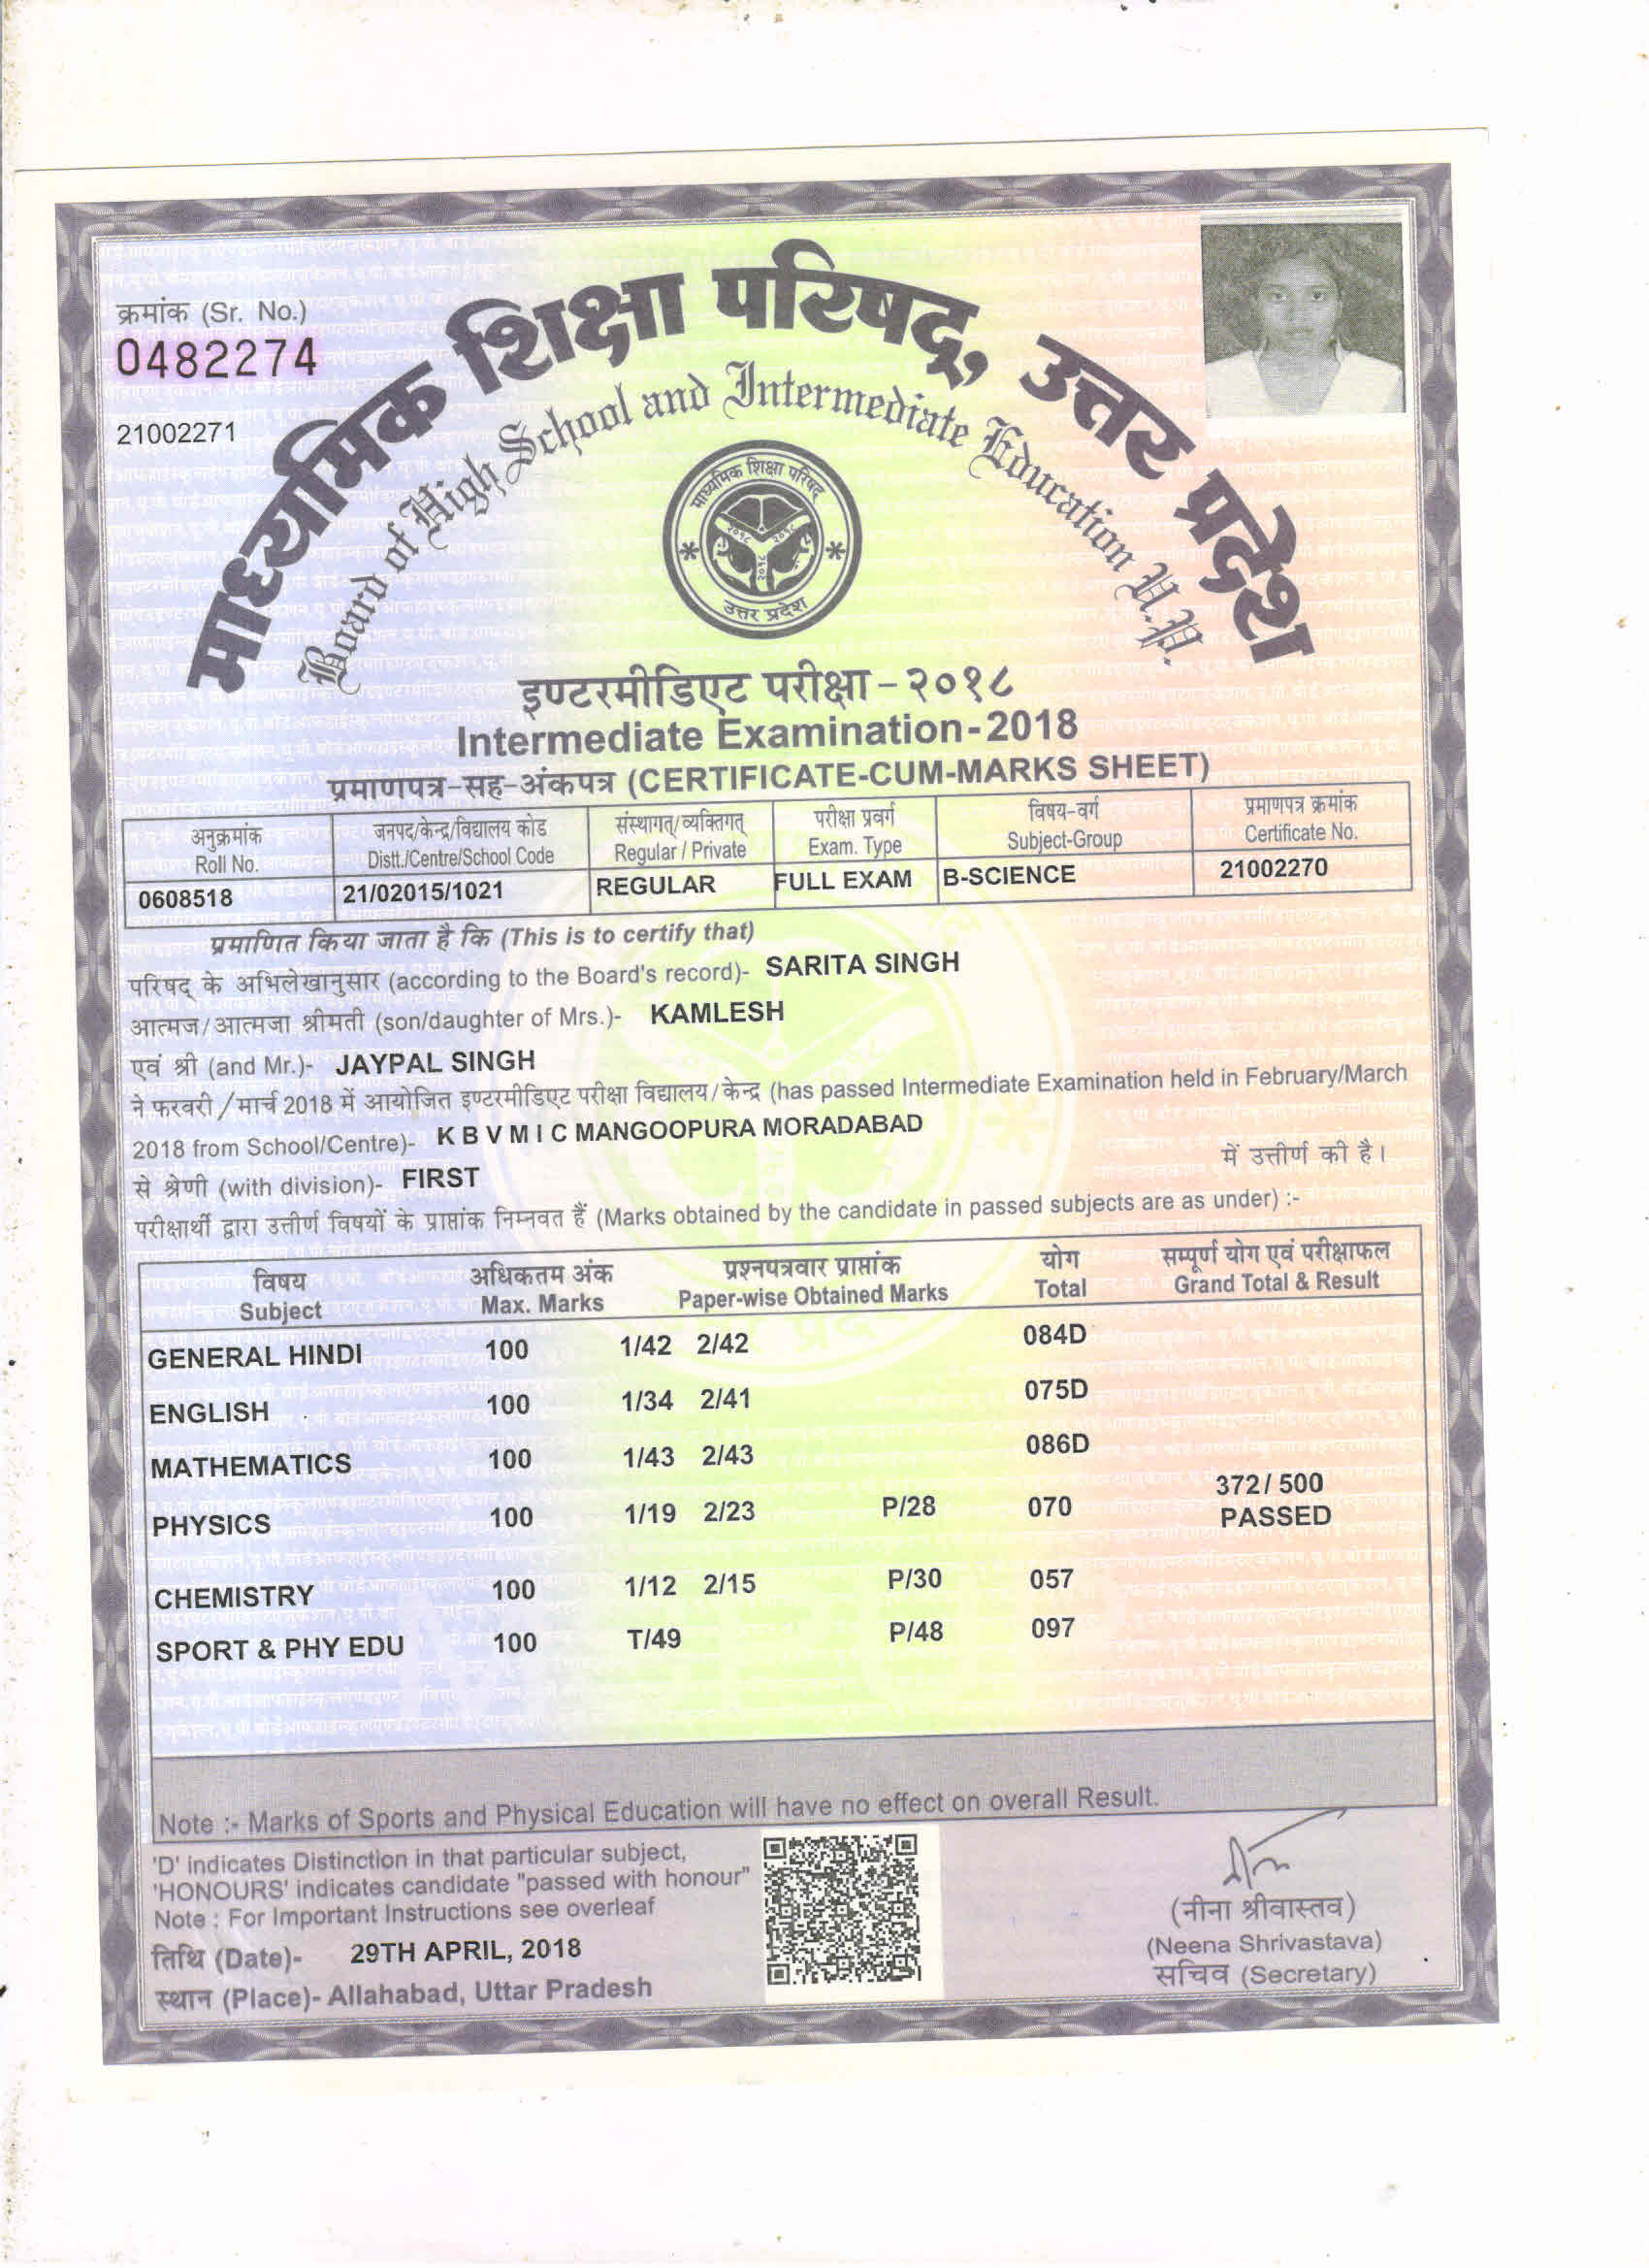 क्रमांक (Sr. No.)
0482274
21002271
माध्यमिक शिक्षा परिषद्, उत्तर प्रदेश
Board of High School and Intermediate Education U.P.
माध्यमिक शिक्षा परिषद
२०१८ २०१८
२०१८
उत्तर प्रदेश
इण्टरमीडिएट परीक्षा - २०१८
Intermediate Examination-2018
प्रमाणपत्र-सह-अंकपत्र (CERTIFICATE-CUM-MARKS SHEET)
अनुक्रमांक जनपद/केन्द्र/विद्यालय कोड संस्थागत्/व्यक्तिगत् परीक्षा प्रवर्ग विषय-वर्ग प्रमाणपत्र क्रमांक
Roll No. Distt./Centre/School Code Regular / Private Exam. Type Subject-Group Certificate No.
0608518 21/02015/1021 REGULAR FULL EXAM B-SCIENCE 21002270
प्रमाणित किया जाता है कि (This is to certify that)
परिषद् के अभिलेखानुसार (according to the Board's record)- SARITA SINGH
आत्मज/आत्मजा श्रीमती (son/daughter of Mrs.)- KAMLESH
एवं श्री (and Mr.)- JAYPAL SINGH
ने फरवरी/मार्च 2018 में आयोजित इण्टरमीडिएट परीक्षा विद्यालय/केन्द्र (has passed Intermediate Examination held in February/March
2018 from School/Centre)- K B V M I C MANGOOPURA MORADABAD
में उत्तीर्ण की है।
से श्रेणी (with division)- FIRST
परीक्षार्थी द्वारा उत्तीर्ण विषयों के प्राप्तांक निम्नवत हैं (Marks obtained by the candidate in passed subjects are as under) :-
विषय अधिकतम अंक प्रश्नपत्रवार प्राप्तांक योग सम्पूर्ण योग एवं परीक्षाफल
Subject Max. Marks Paper-wise Obtained Marks Total Grand Total & Result
GENERAL HINDI 100 1/42 2/42 084D
ENGLISH 100 1/34 2/41 075D
MATHEMATICS 100 1/43 2/43 086D
372/ 500
PHYSICS 100 1/19 2/23 P/28 070 PASSED
CHEMISTRY 100 1/12 2/15 P/30 057
SPORT & PHY EDU 100 T/49 P/48 097
Note :- Marks of Sports and Physical Education will have no effect on overall Result.
'D' indicates Distinction in that particular subject,
'HONOURS' indicates candidate "passed with honour"
Note : For Important Instructions see overleaf
तिथि (Date)- 29TH APRIL, 2018
स्थान (Place)- Allahabad, Uttar Pradesh
(नीना श्रीवास्तव)
(Neena Shrivastava)
सचिव (Secretary)